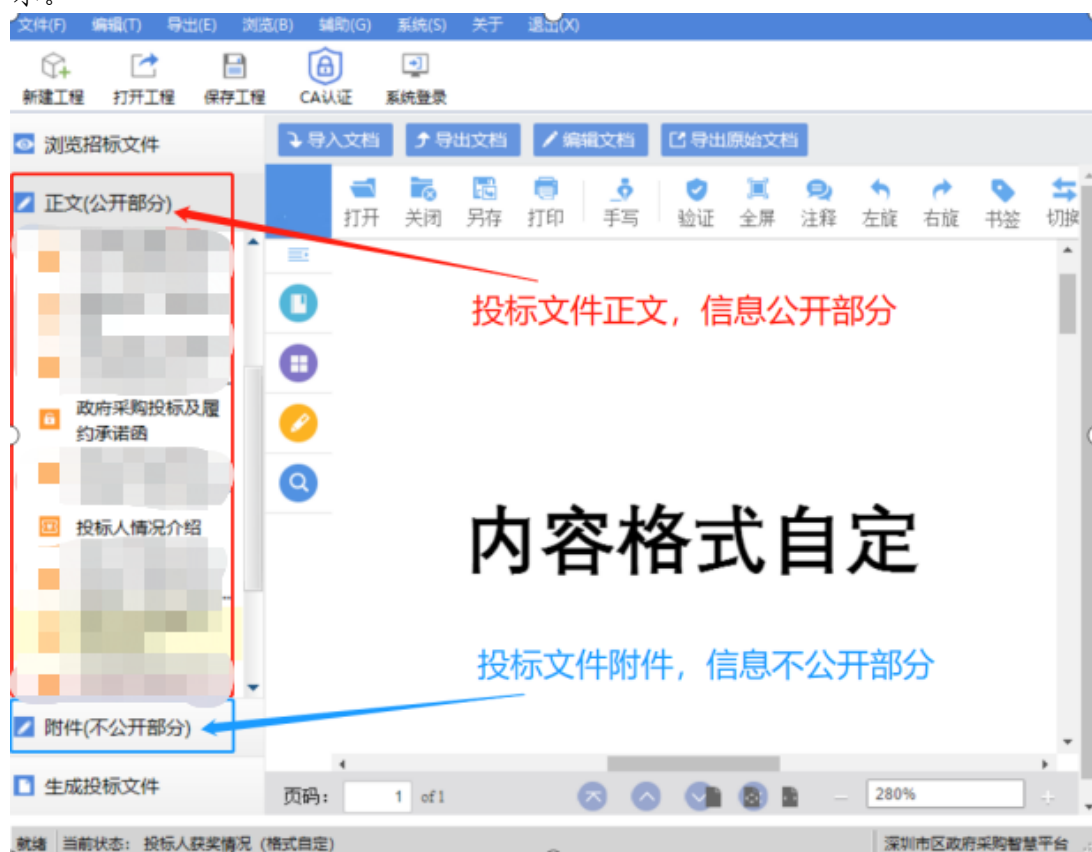 文件(F) 编辑(T) 导出(E) 浏览(B) 辅助(G) 系统(S) 关于 退出(X)
新建工程 打开工程 保存工程 CA认证 系统登录
浏览招标文件
导入文档 导出文档 编辑文档 导出原始文档
正文(公开部分)
打开 关闭 另存 打印 手写 验证 全屏 注释 左旋 右旋 书签 切换
投标文件正文，信息公开部分
政府采购投标及履
约承诺函
投标人情况介绍
内容格式自定
投标文件附件，信息不公开部分
附件(不公开部分)
生成投标文件
页码: 1 of 1
280%
就绪 当前状态: 投标人获奖情况 (格式自定)
深圳市区政府采购智慧平台